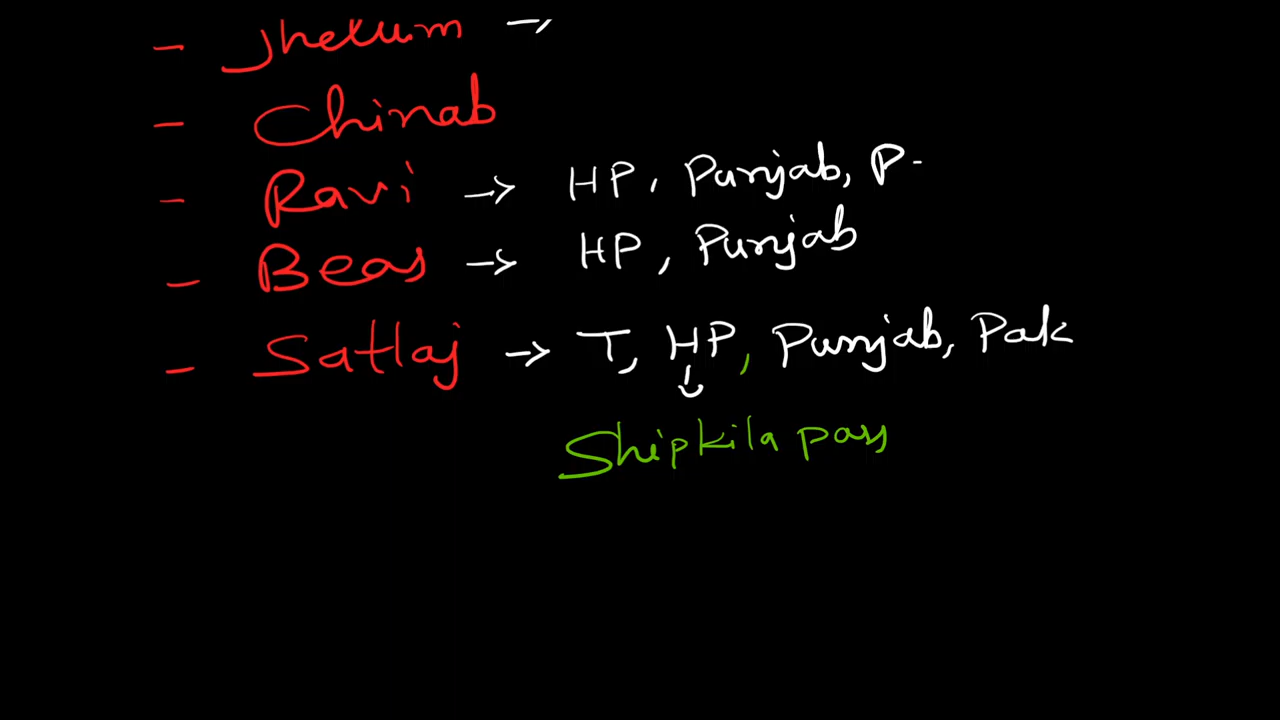 - Jhelum →
- Chinab
- Ravi → HP, Punjab, P-
- Beas → HP, Punjab
- Satlaj → T, HP, Punjab, Pak
↓
Shipkila pass